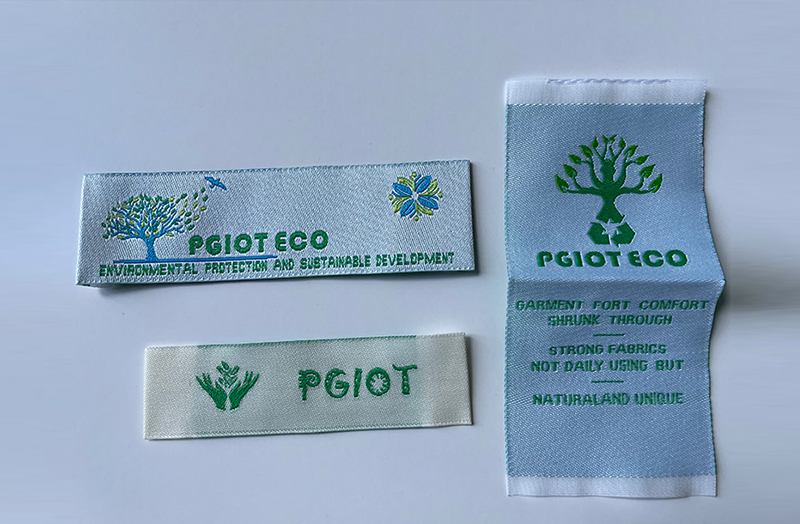 PGIOT ECO
ENVIRONMENTAL PROTECTION AND SUSTAINABLE DEVELOPMENT
PGIOT
PGIOT ECO
GARMENT FORT COMFORT
SHRUNK THROUGH
STRONG FABRICS
NOT DAILY USING BUT
NATURALAND UNIQUE